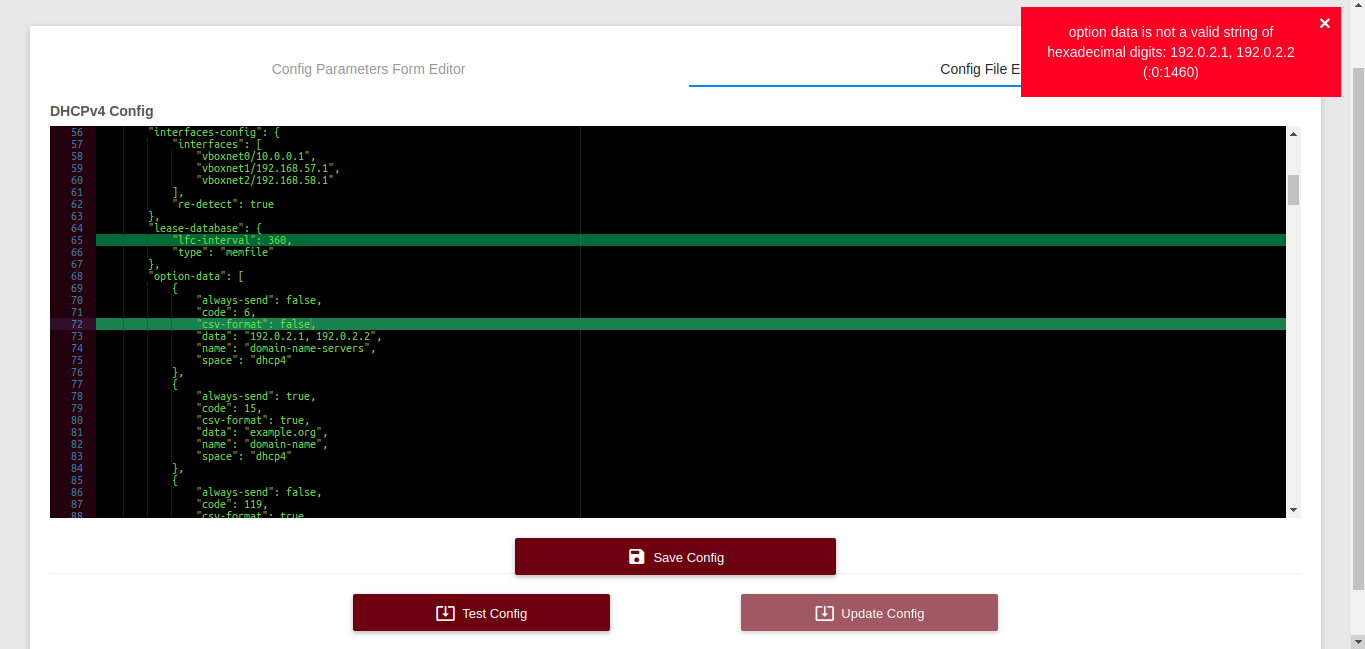 option data is not a valid string of
hexadecimal digits: 192.0.2.1, 192.0.2.2
(:0:1460)
Config Parameters Form Editor
Config File E
DHCPv4 Config
56 "interfaces-config": {
57 "interfaces": [
58 "vboxnet0/10.0.0.1",
59 "vboxnet1/192.168.57.1",
60 "vboxnet2/192.168.58.1"
61 ],
62 "re-detect": true
63 },
64 "lease-database": {
65 "lfc-interval": 360,
66 "type": "memfile"
67 },
68 "option-data": [
69 {
70 "always-send": false,
71 "code": 6,
72 "csv-format": false,
73 "data": "192.0.2.1, 192.0.2.2",
74 "name": "domain-name-servers",
75 "space": "dhcp4"
76 },
77 {
78 "always-send": true,
79 "code": 15,
80 "csv-format": true,
81 "data": "example.org",
82 "name": "domain-name",
83 "space": "dhcp4"
84 },
85 {
86 "always-send": false,
87 "code": 119,
88 "csv-format": true
Save Config
Test Config
Update Config